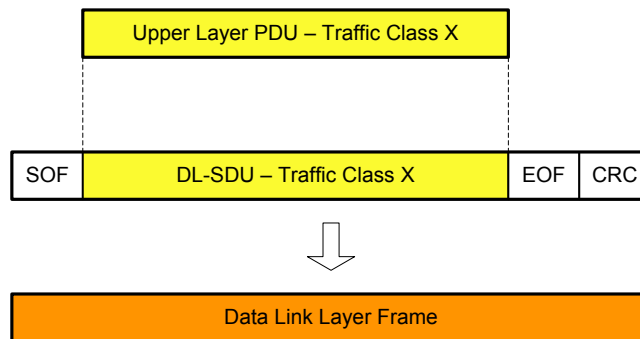 Upper Layer PDU – Traffic Class X
SOF DL-SDU – Traffic Class X EOF CRC
Data Link Layer Frame